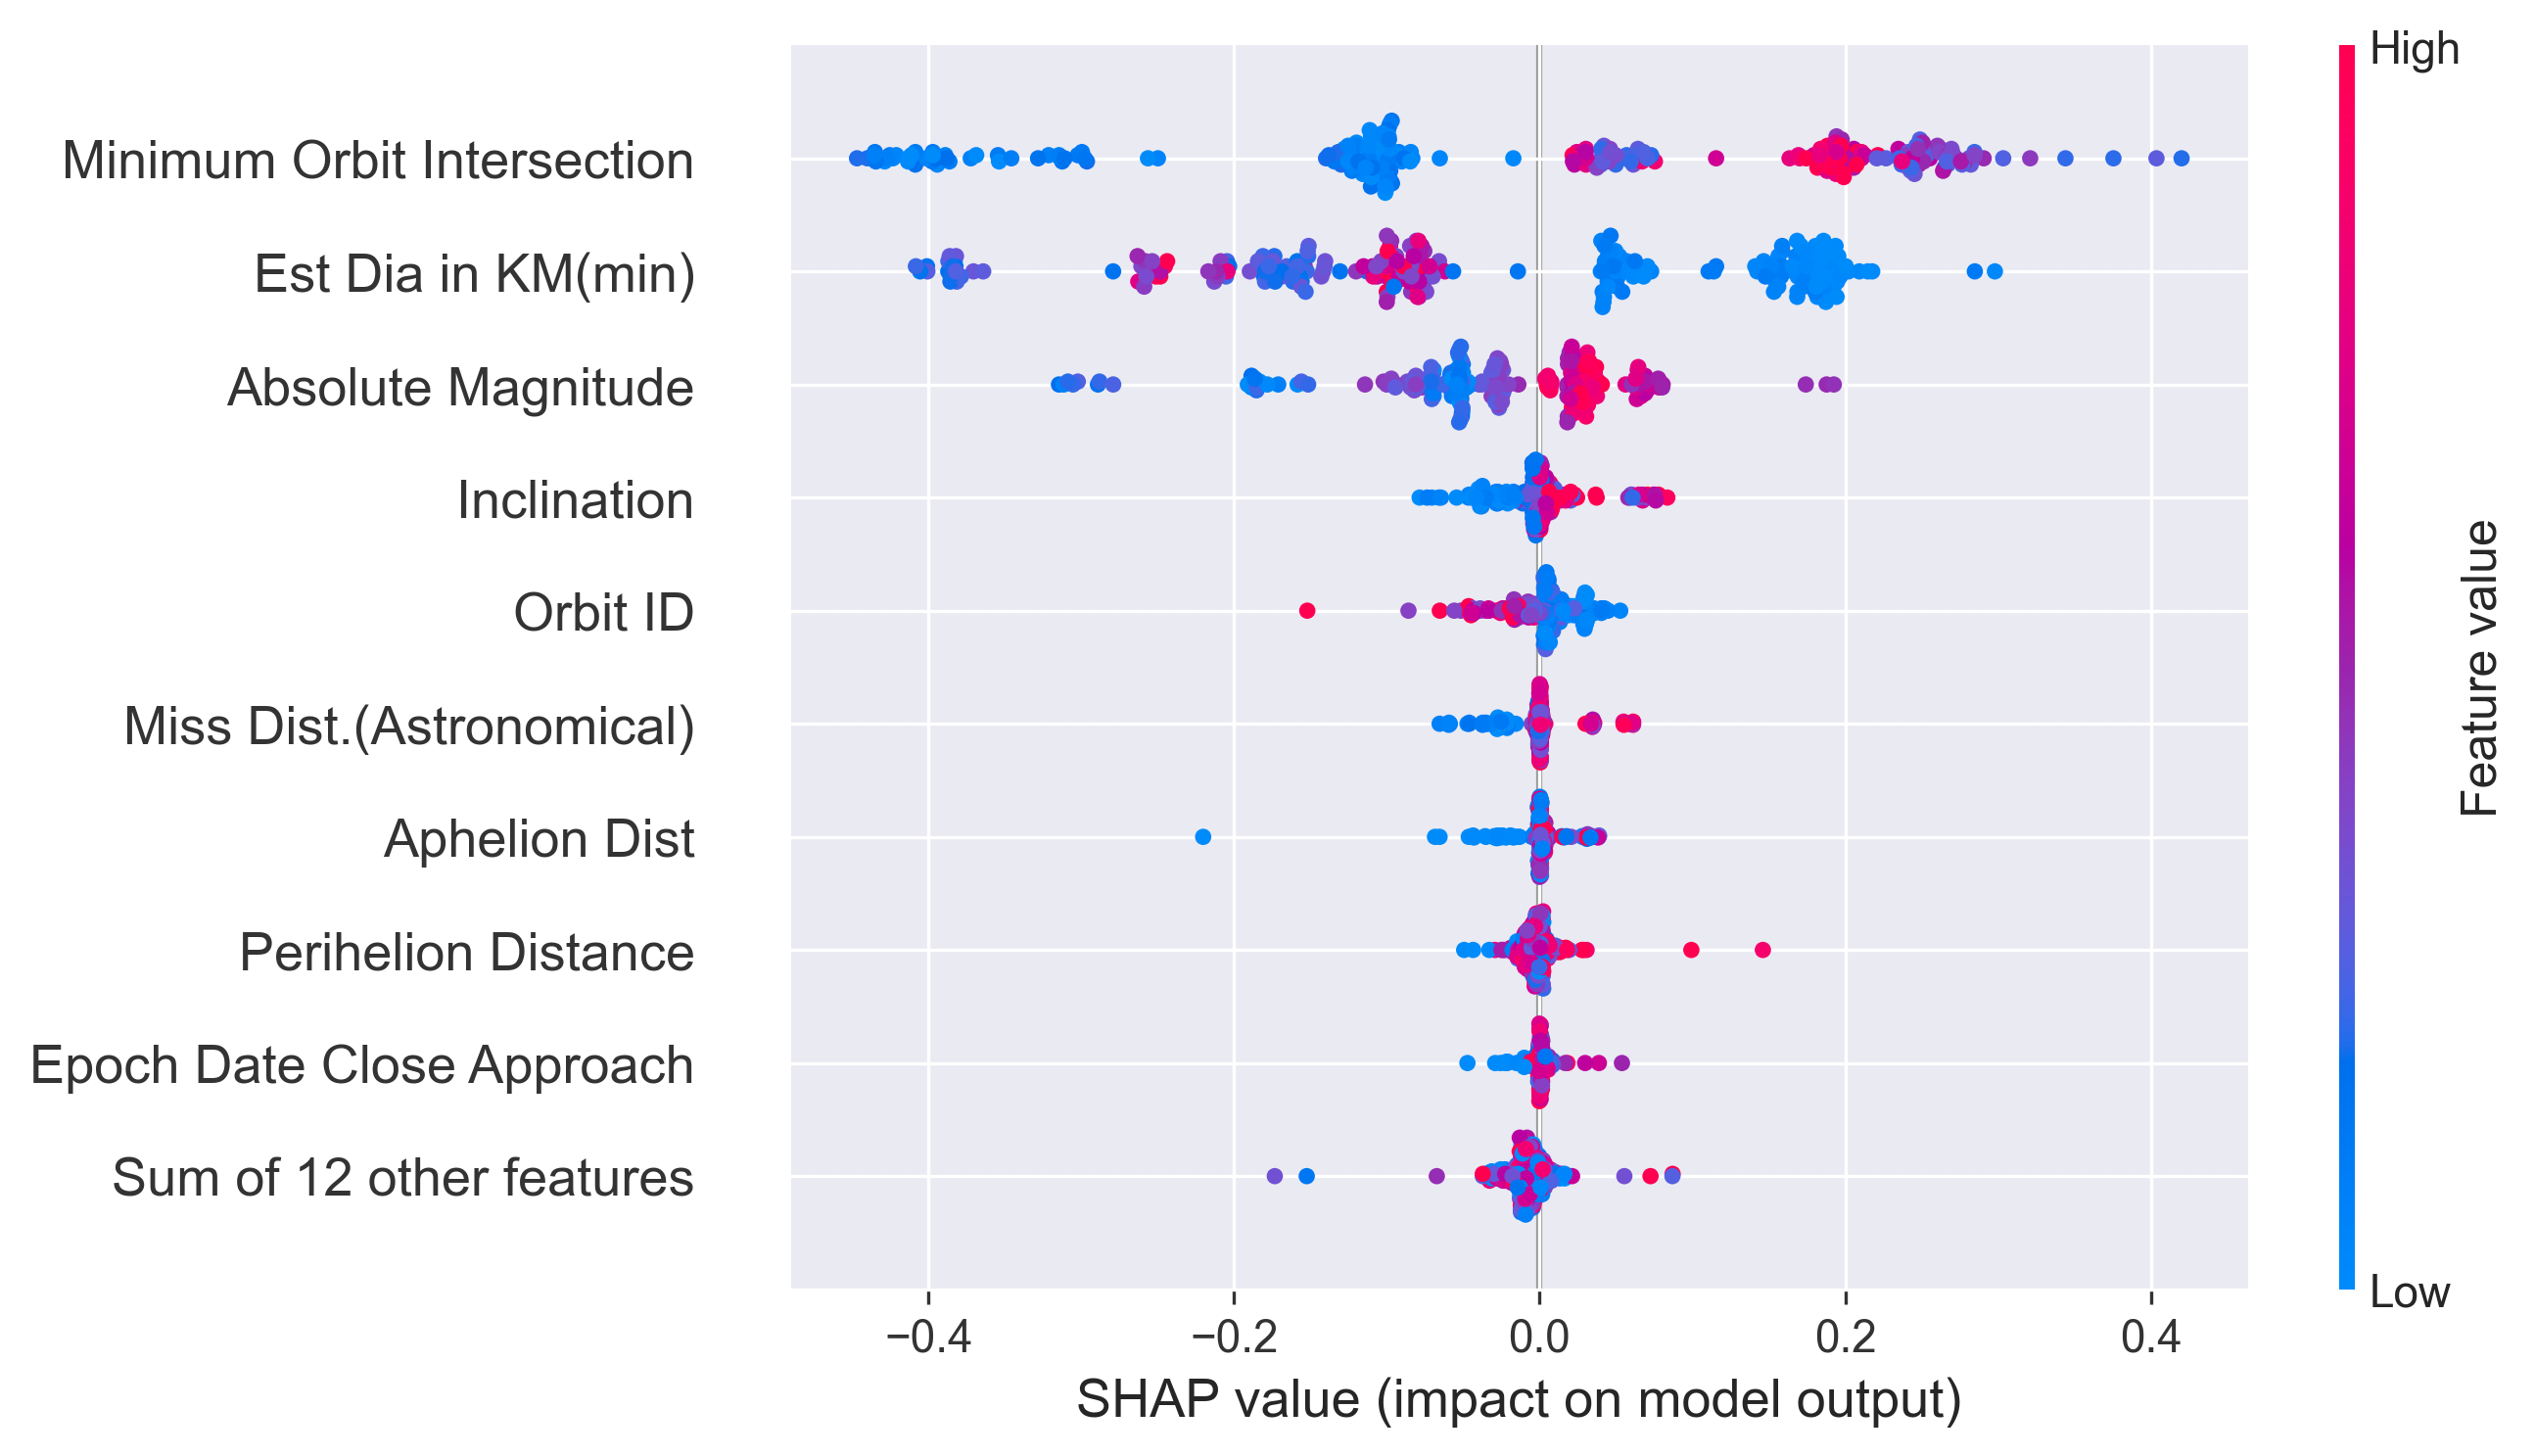 High
Minimum Orbit Intersection
Est Dia in KM(min)
Absolute Magnitude
Inclination
Orbit ID
Miss Dist.(Astronomical)
Aphelion Dist
Perihelion Distance
Epoch Date Close Approach
Sum of 12 other features
Feature value
Low
−0.4 −0.2 0.0 0.2 0.4
SHAP value (impact on model output)